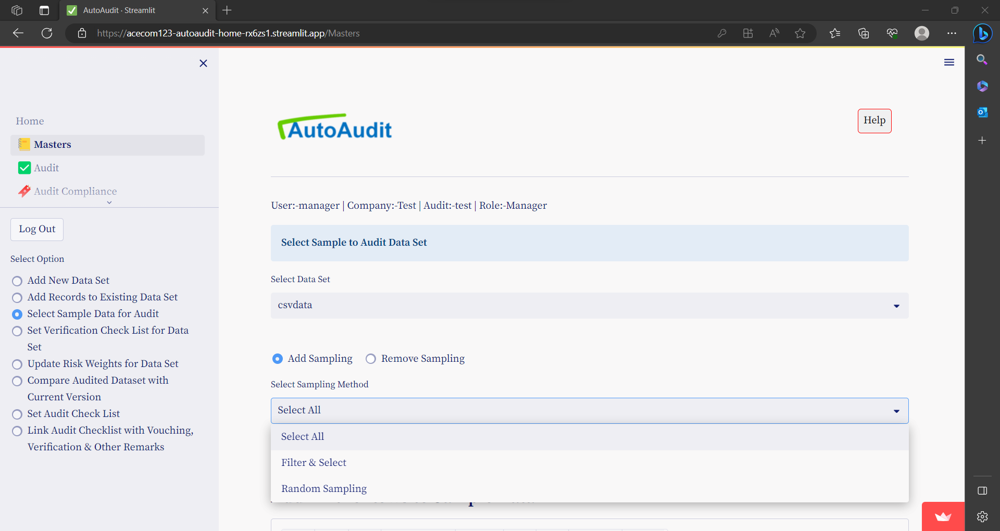 AutoAudit · Streamlit
https://acecom123-autoaudit-home-rx6zs1.streamlit.app/Masters
Home
Masters
Audit
Audit Compliance
Log Out
Select Option
Add New Data Set
Add Records to Existing Data Set
Select Sample Data for Audit
Set Verification Check List for Data
Set
Update Risk Weights for Data Set
Compare Audited Dataset with
Current Version
Set Audit Check List
Link Audit Checklist with Vouching,
Verification & Other Remarks
AutoAudit
Help
User:-manager | Company:-Test | Audit:-test | Role:-Manager
Select Sample to Audit Data Set
Select Data Set
csvdata
Add Sampling
Remove Sampling
Select Sampling Method
Select All
Select All
Filter & Select
Random Sampling